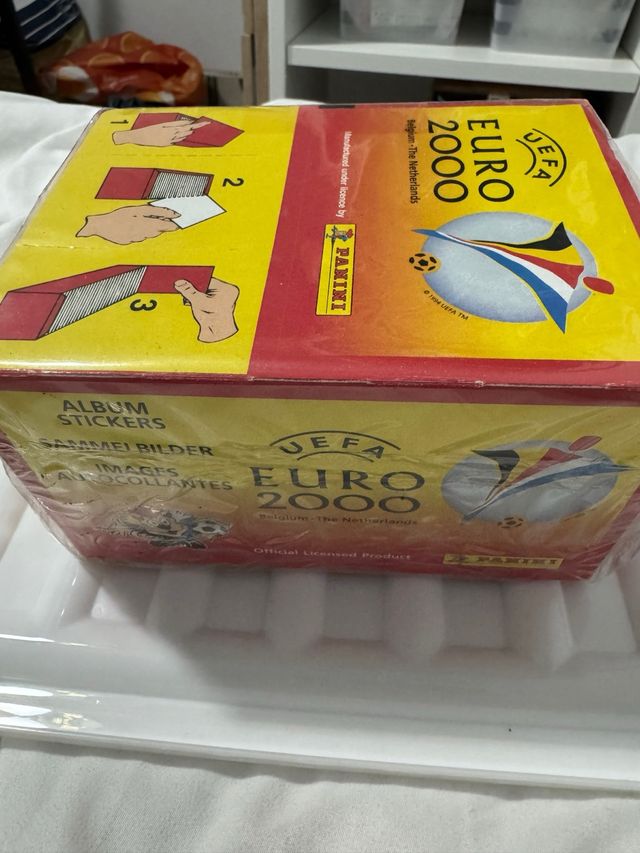 1
2
3
Manufactured under licence by
PANINI
UEFA
EURO
2000
Belgium - The Netherlands
© 1994 UEFA TM
ALBUM
STICKERS
SAMMELBILDER
IMAGES
AUTOCOLLANTES
UEFA
EURO
2000
Belgium - The Netherlands
Official Licensed Product
PANINI